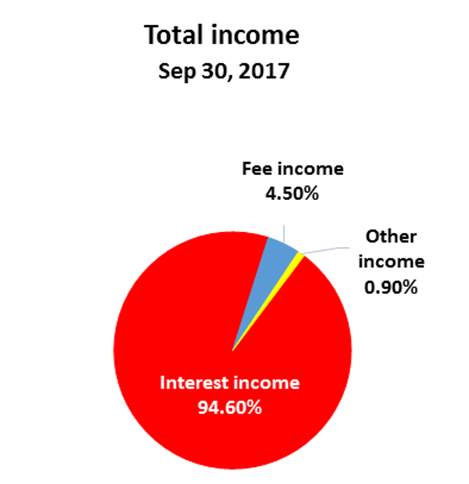 Total income
Sep 30, 2017
Fee income
4.50%
Other
income
0.90%
Interest income
94.60%